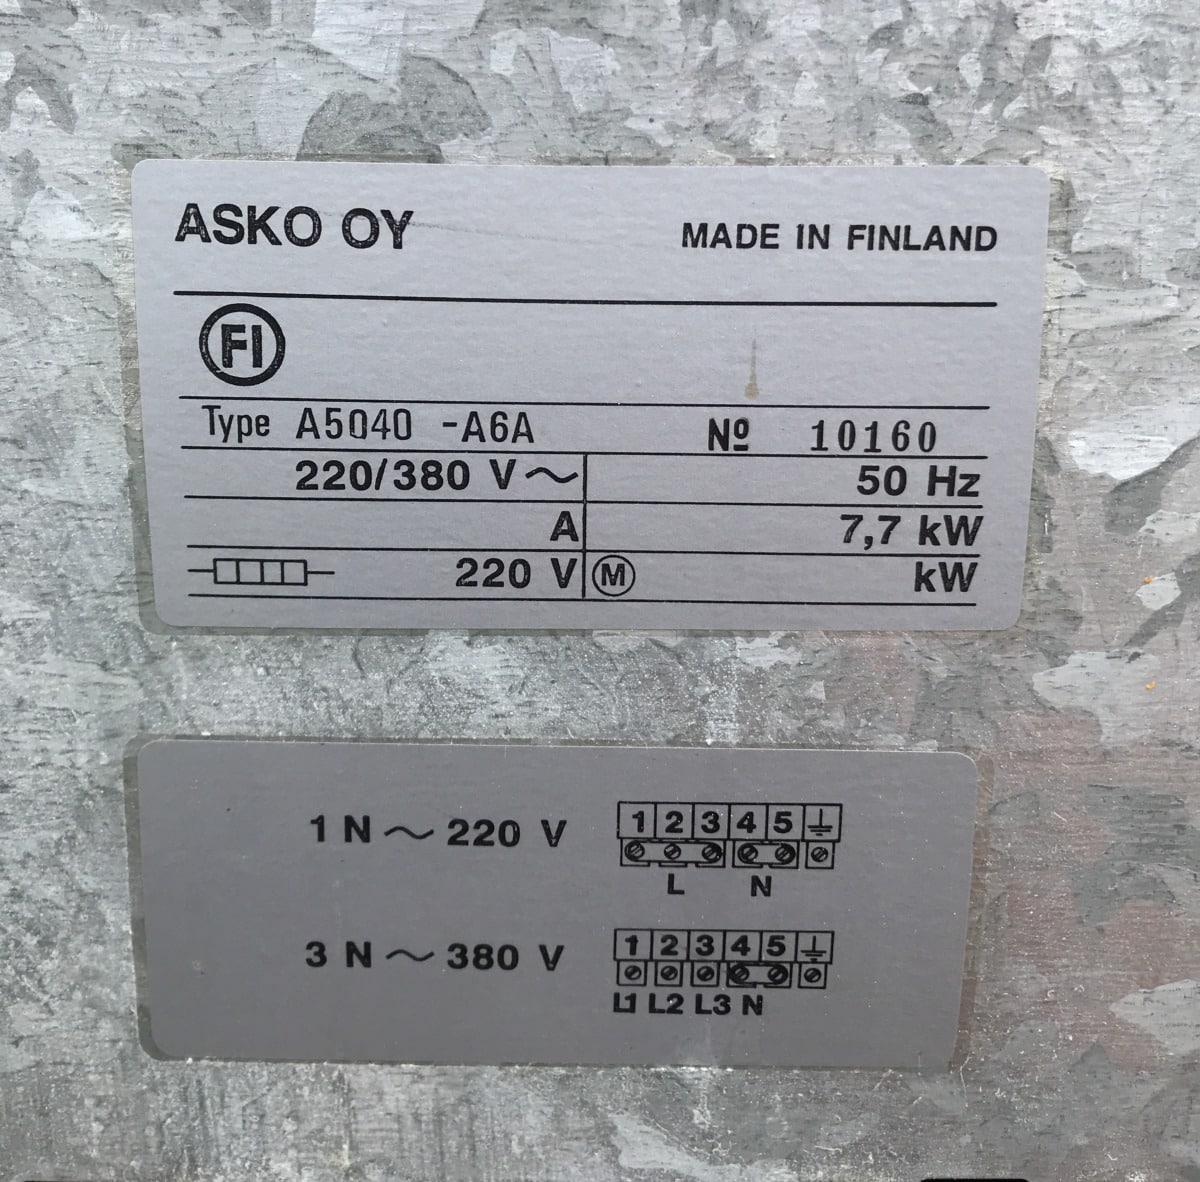 ASKO OY MADE IN FINLAND
FI
Type A5040 -A6A Nº 10160
220/380 V~ 50 Hz
A 7,7 kW
220 V M kW
1 N ~ 220 V 1 2 3 4 5 ⏚
L N
3 N ~ 380 V 1 2 3 4 5 ⏚
L1 L2 L3 N